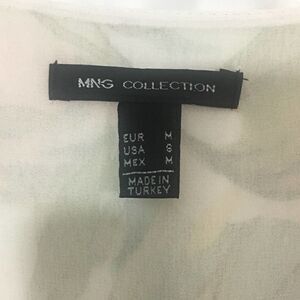 MNG COLLECTION
EUR M
USA S
MEX M
MADE IN
TURKEY